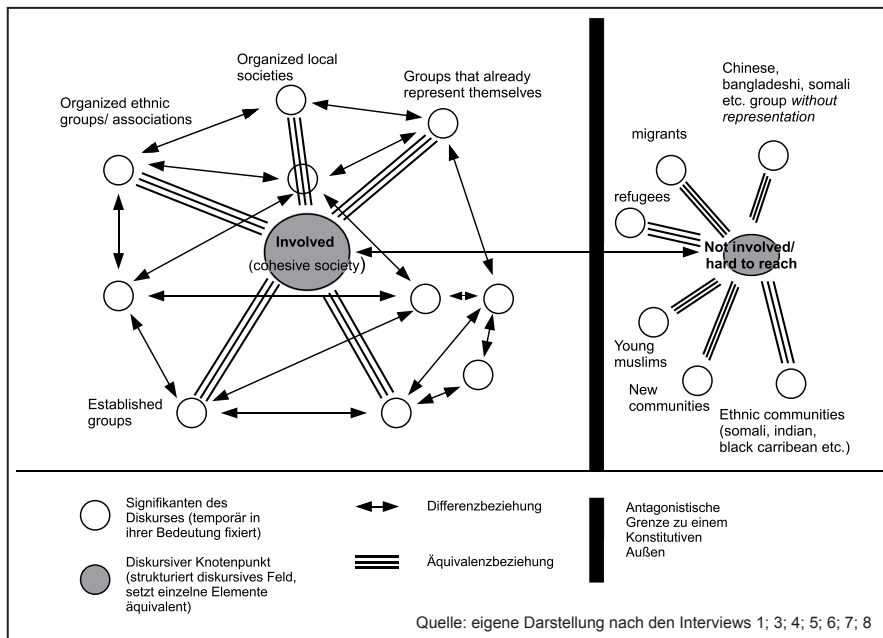 Organized local
societies
Groups that already
represent themselves
Organized ethnic
groups/ associations
Involved
(cohesive society)
Established
groups
Chinese,
bangladeshi, somali
etc. group without
representation
migrants
refugees
Not involved/
hard to reach
Young
muslims
New
communities
Ethnic communities
(somali, indian,
black carribean etc.)
Signifikanten des
Diskurses (temporär in
ihrer Bedeutung fixiert)
Diskursiver Knotenpunkt
(strukturiert diskursives Feld,
setzt einzelne Elemente
äquivalent)
Differenzbeziehung
Äquivalenzbeziehung
Antagonistische
Grenze zu einem
Konstitutiven
Außen
Quelle: eigene Darstellung nach den Interviews 1; 3; 4; 5; 6; 7; 8